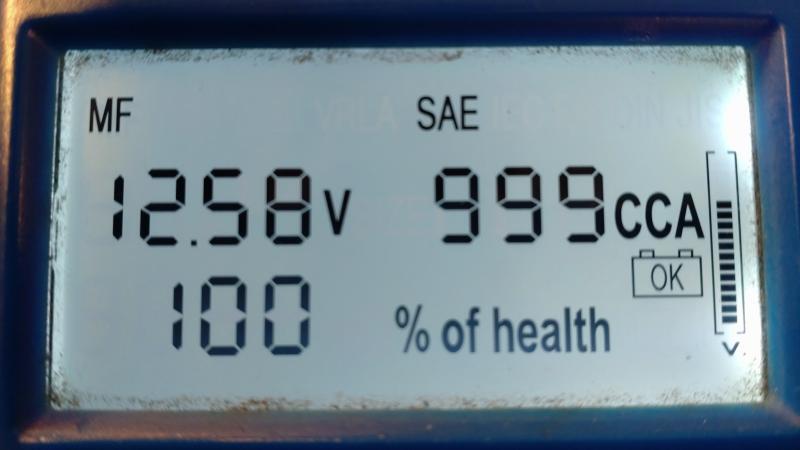 MF SAE
12.58V 999CCA
OK
100 % of health